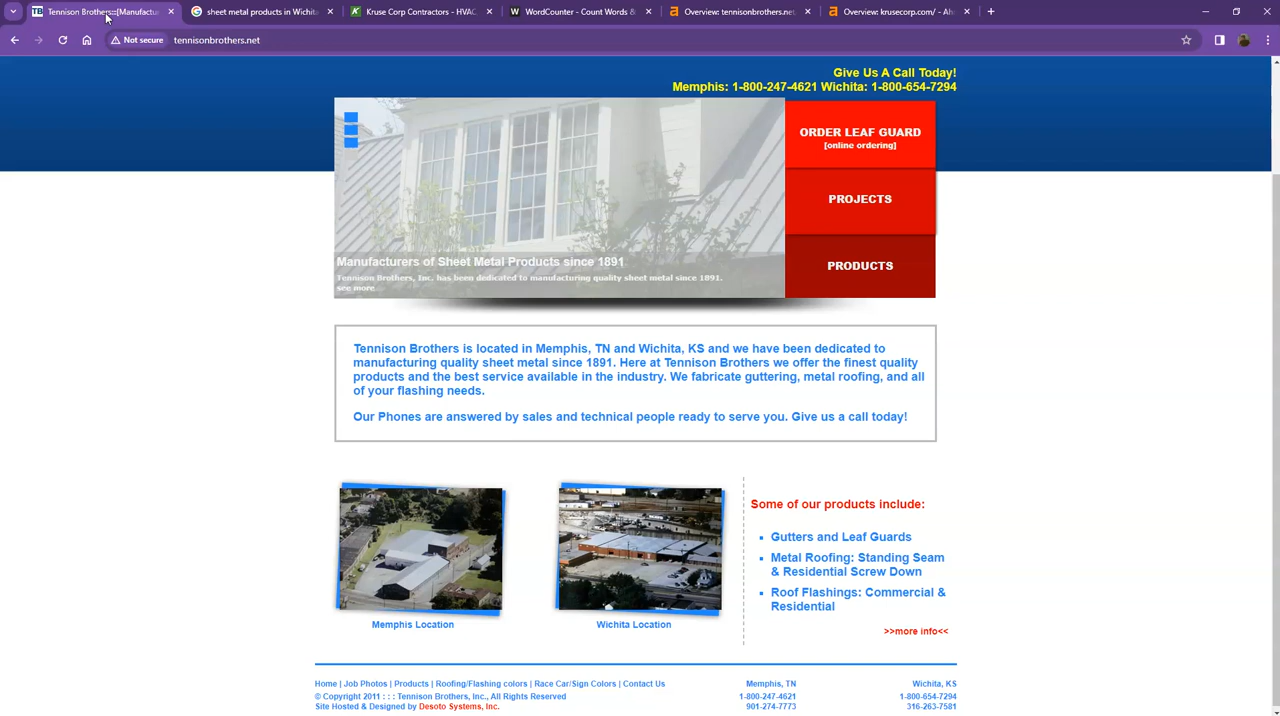 Tennison Brothers::[Manufactu
sheet metal products in Wichita
Kruse Corp Contractors - HVAC
WordCounter - Count Words &
Overview: tennisonbrothers.net
Overview: krusecorp.com/ - Ah
Not secure
tennisonbrothers.net
Give Us A Call Today!
Memphis: 1-800-247-4621 Wichita: 1-800-654-7294
ORDER LEAF GUARD
[online ordering]
PROJECTS
PRODUCTS
Manufacturers of Sheet Metal Products since 1891
Tennison Brothers, Inc. has been dedicated to manufacturing quality sheet metal since 1891.
see more
Tennison Brothers is located in Memphis, TN and Wichita, KS and we have been dedicated to
manufacturing quality sheet metal since 1891. Here at Tennison Brothers we offer the finest quality
products and the best service available in the industry. We fabricate guttering, metal roofing, and all
of your flashing needs.
Our Phones are answered by sales and technical people ready to serve you. Give us a call today!
Memphis Location
Wichita Location
Some of our products include:
Gutters and Leaf Guards
Metal Roofing: Standing Seam
& Residential Screw Down
Roof Flashings: Commercial &
Residential
>>more info<<
Home | Job Photos | Products | Roofing/Flashing colors | Race Car/Sign Colors | Contact Us
© Copyright 2011 : : : Tennison Brothers, Inc., All Rights Reserved
Site Hosted & Designed by Desoto Systems, Inc.
Memphis, TN
1-800-247-4621
901-274-7773
Wichita, KS
1-800-654-7294
316-263-7581